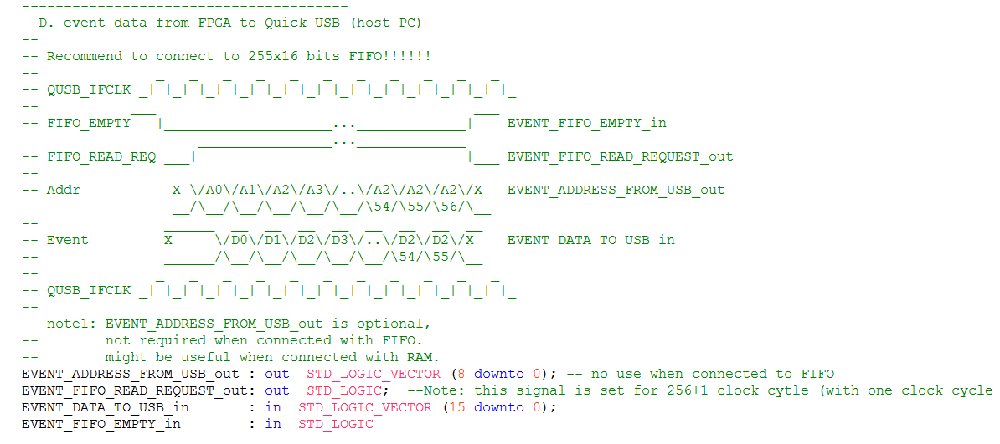 ---------------------------------------
--D. event data from FPGA to Quick USB (host PC)
--
-- Recommend to connect to 255x16 bits FIFO!!!!!!
--
-- QUSB_IFCLK _| |_| |_| |_| |_| |_| |_| |_| |_| |_| |_| |_
--              ___                                      ___
-- FIFO_EMPTY   |____________________..._____________|    EVENT_FIFO_EMPTY_in
--                     ________________..._____________
-- FIFO_READ_REQ ___|                                |___ EVENT_FIFO_READ_REQUEST_out
--                  __  __  __  __  __  __  __  __  __  __
-- Addr           X \/A0\/A1\/A2\/A3\/..\/A2\/A2\/A2\/X   EVENT_ADDRESS_FROM_USB_out
--                __/\__/\__/\__/\__/\__/\54/\55/\56/\__
--                 ______  __  __  __  __  __  __  __  __
-- Event          X     \/D0\/D1\/D2\/D3\/..\/D2\/D2\/X    EVENT_DATA_TO_USB_in
--                ______/\__/\__/\__/\__/\__/\54/\55/\__
--
-- QUSB_IFCLK _| |_| |_| |_| |_| |_| |_| |_| |_| |_| |_| |_
--
-- note1: EVENT_ADDRESS_FROM_USB_out is optional,
--        not required when connected with FIFO.
--        might be useful when connected with RAM.
EVENT_ADDRESS_FROM_USB_out : out  STD_LOGIC_VECTOR (8 downto 0); -- no use when connected to FIFO
EVENT_FIFO_READ_REQUEST_out: out  STD_LOGIC;  --Note: this signal is set for 256+1 clock cytle (with one clock cycle
EVENT_DATA_TO_USB_in       : in  STD_LOGIC_VECTOR (15 downto 0);
EVENT_FIFO_EMPTY_in        : in  STD_LOGIC